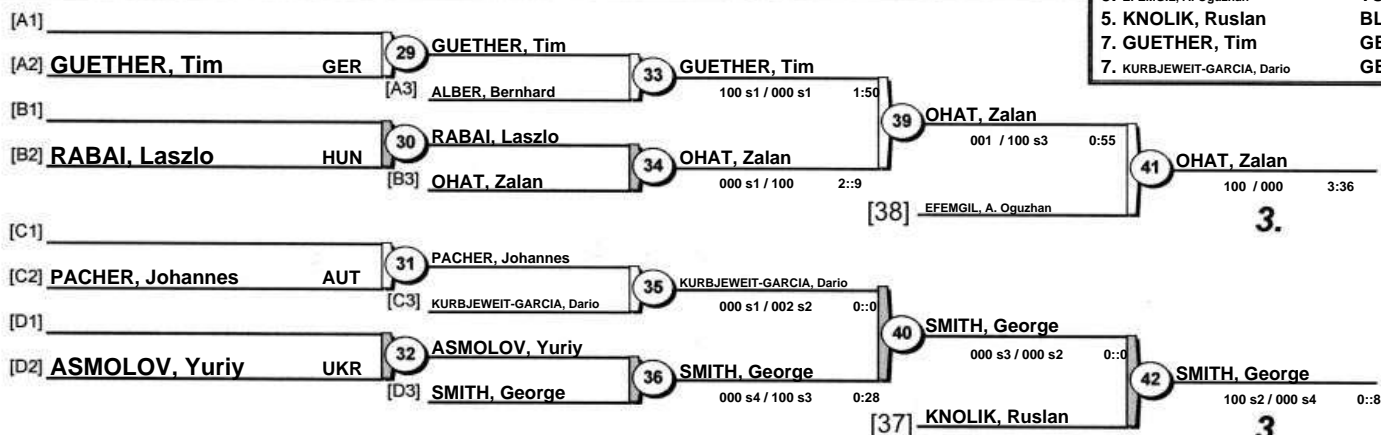 5. KNOLIK, Ruslan BL
7. GUETHER, Tim GE
7. KURBJEWEIT-GARCIA, Dario GE
[A1]
[A2] GUETHER, Tim GER
29
GUETHER, Tim
[A3] ALBER, Bernhard
33
GUETHER, Tim
100 s1 / 000 s1 1:50
[B1]
[B2] RABAI, Laszlo HUN
30
RABAI, Laszlo
[B3] OHAT, Zalan
34
OHAT, Zalan
000 s1 / 100 2::9
39
OHAT, Zalan
001 / 100 s3 0:55
[38] EFEMGIL, A. Oguzhan
41
OHAT, Zalan
100 / 000 3:36
3.
[C1]
[C2] PACHER, Johannes AUT
31
PACHER, Johannes
[C3] KURBJEWEIT-GARCIA, Dario
35
KURBJEWEIT-GARCIA, Dario
000 s1 / 002 s2 0::0
[D1]
[D2] ASMOLOV, Yuriy UKR
32
ASMOLOV, Yuriy
[D3] SMITH, George
36
SMITH, George
000 s4 / 100 s3 0:28
40
SMITH, George
000 s3 / 000 s2 0::0
[37] KNOLIK, Ruslan
42
SMITH, George
100 s2 / 000 s4 0::8
3